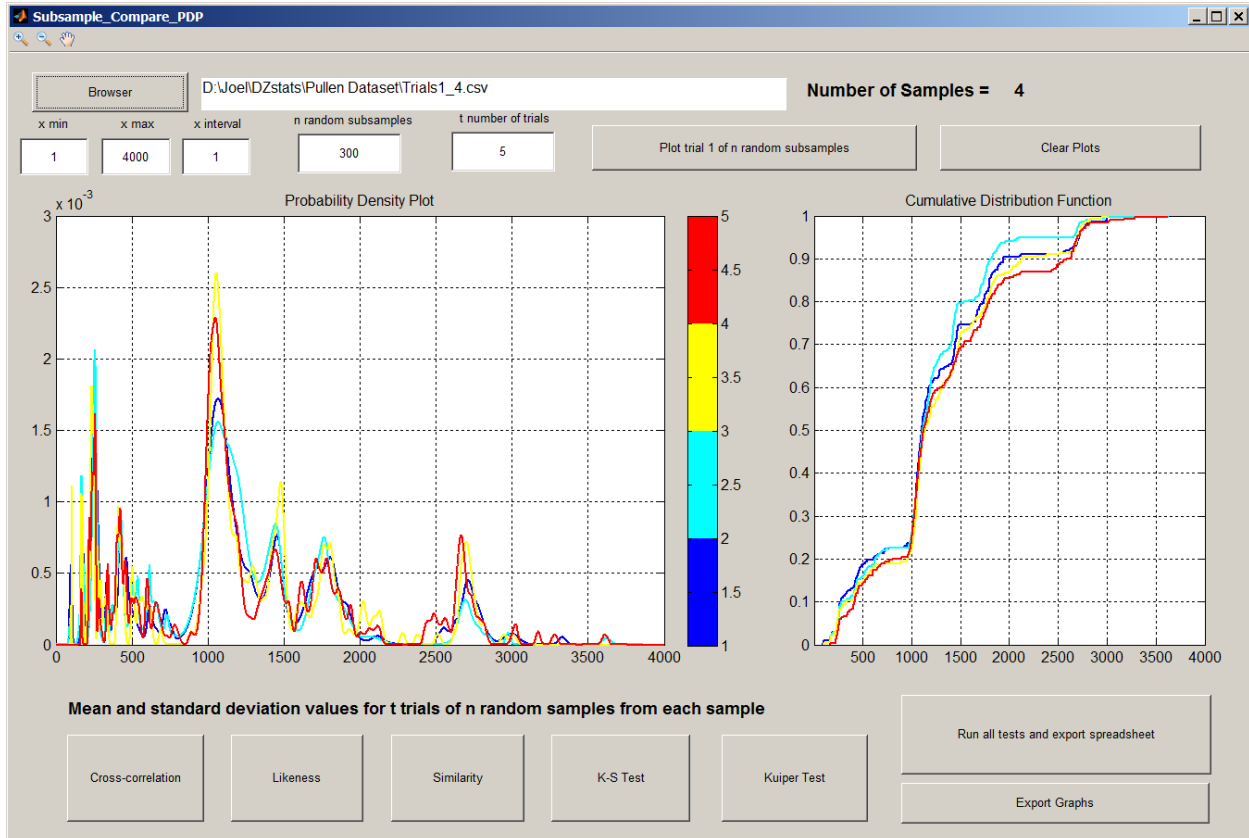 Subsample_Compare_PDP
Browser
D:\Joel\DZstats\Pullen Dataset\Trials1_4.csv
Number of Samples = 4
x min
x max
x interval
n random subsamples
t number of trials
1
4000
1
300
5
Plot trial 1 of n random subsamples
Clear Plots
x 10^-3
Probability Density Plot
3
2.5
2
1.5
1
0.5
0
0 500 1000 1500 2000 2500 3000 3500 4000
5
4.5
4
3.5
3
2.5
2
1.5
1
Cumulative Distribution Function
1
0.9
0.8
0.7
0.6
0.5
0.4
0.3
0.2
0.1
0
500 1000 1500 2000 2500 3000 3500 4000
Mean and standard deviation values for t trials of n random samples from each sample
Cross-correlation
Likeness
Similarity
K-S Test
Kuiper Test
Run all tests and export spreadsheet
Export Graphs